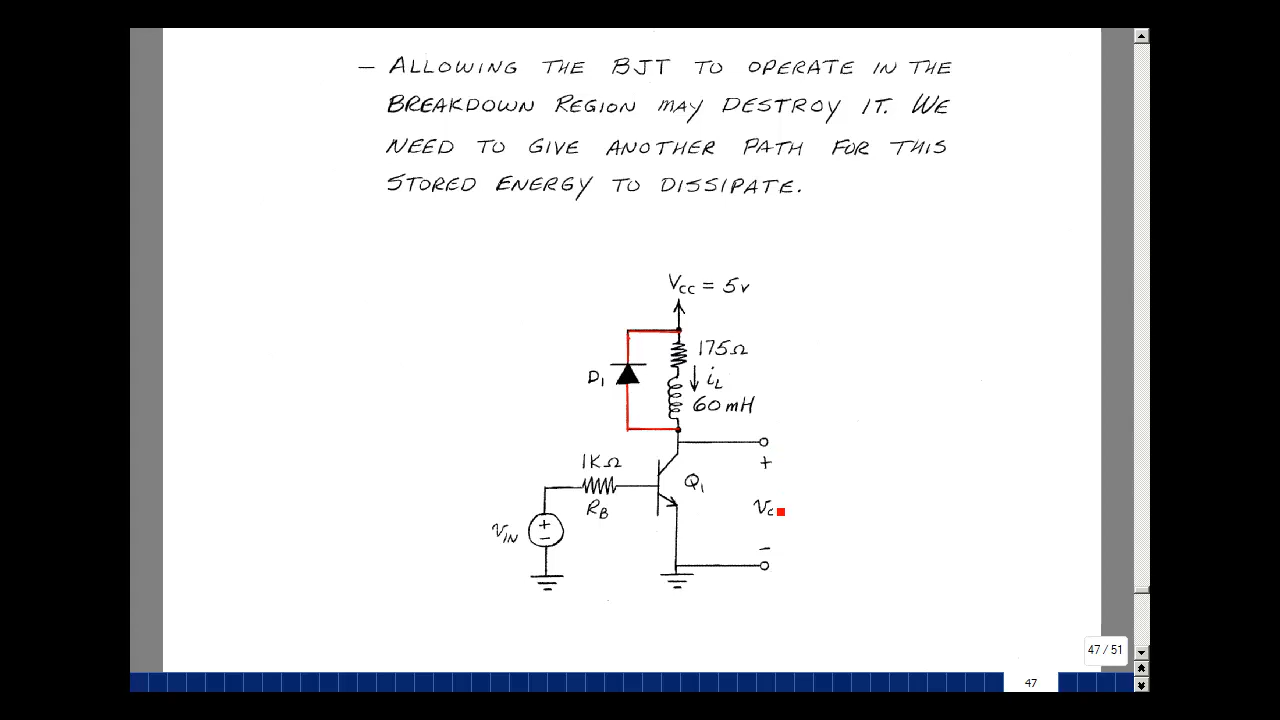 — ALLOWING THE BJT TO OPERATE IN THE
BREAKDOWN REGION MAY DESTROY IT. WE
NEED TO GIVE ANOTHER PATH FOR THIS
STORED ENERGY TO DISSIPATE.
VCC = 5V
175Ω
D1
iL
60mH
1KΩ
+
Q1
RB
VC
VIN
+
−
−
47 / 51
47